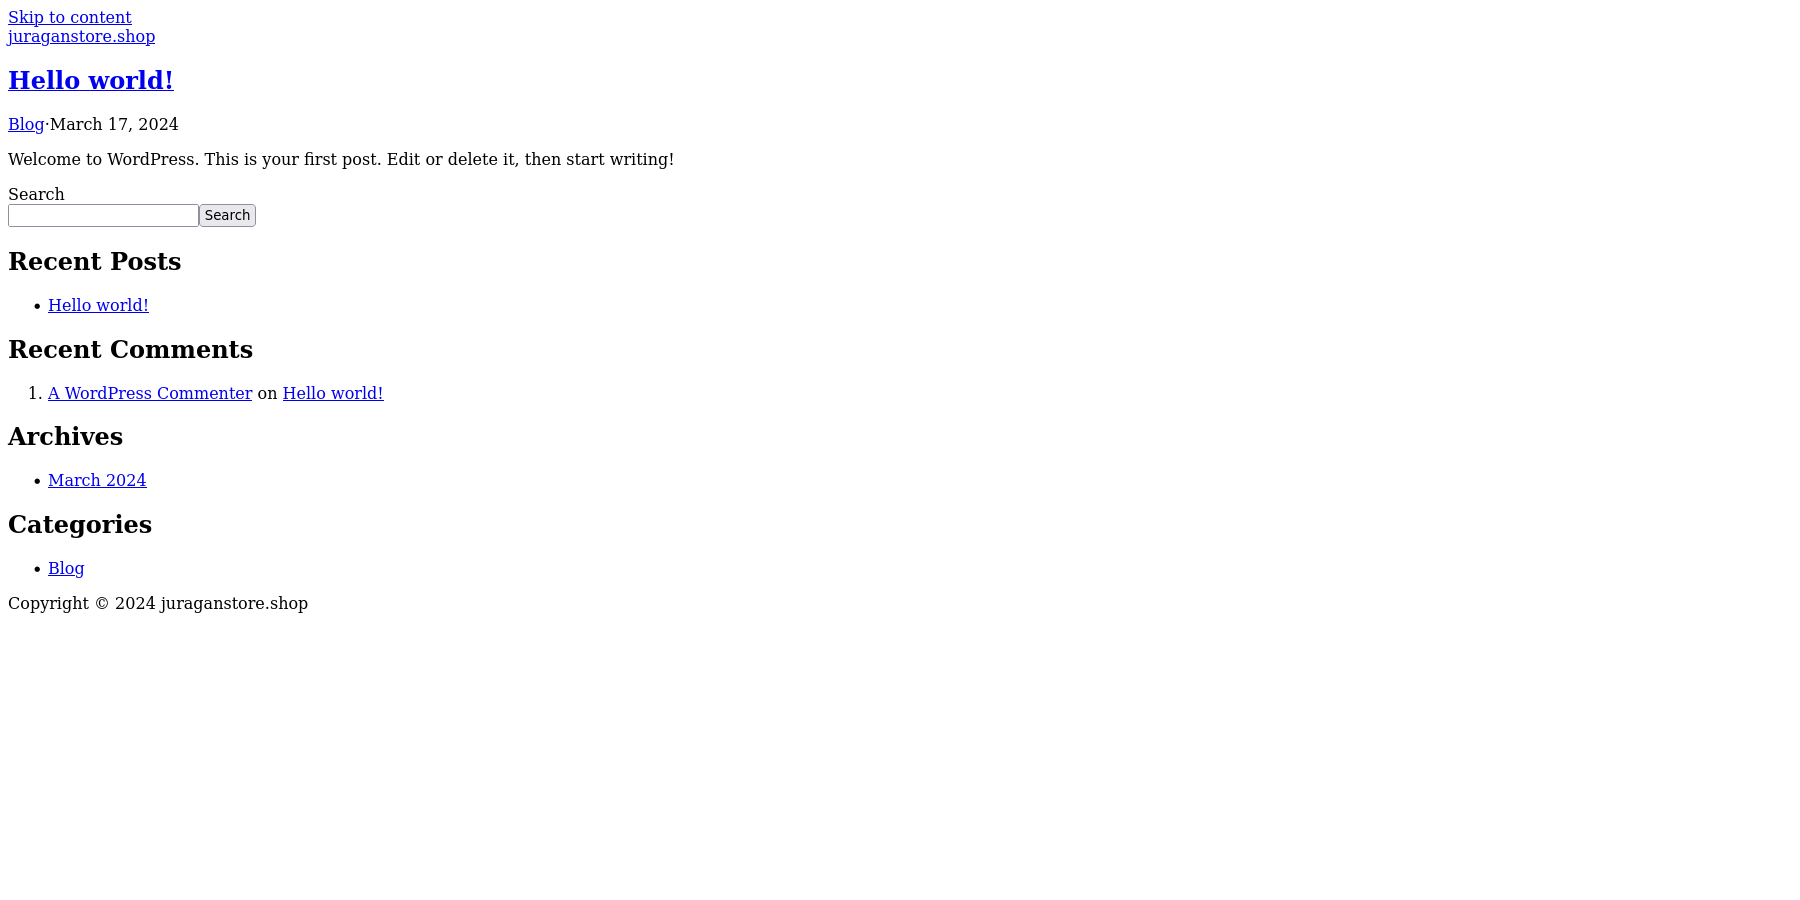 Skip to content
juraganstore.shop
Hello world!
Blog·March 17, 2024
Welcome to WordPress. This is your first post. Edit or delete it, then start writing!
Search
Search
Recent Posts
• Hello world!
Recent Comments
1. A WordPress Commenter on Hello world!
Archives
• March 2024
Categories
• Blog
Copyright © 2024 juraganstore.shop